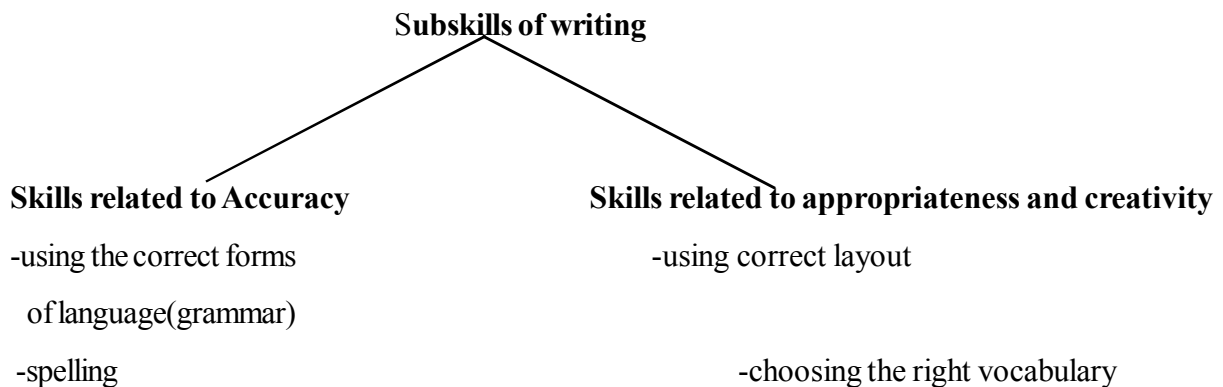 Subskills of writing
Skills related to Accuracy
-using the correct forms
of language(grammar)
-spelling
Skills related to appropriateness and creativity
-using correct layout
-choosing the right vocabulary